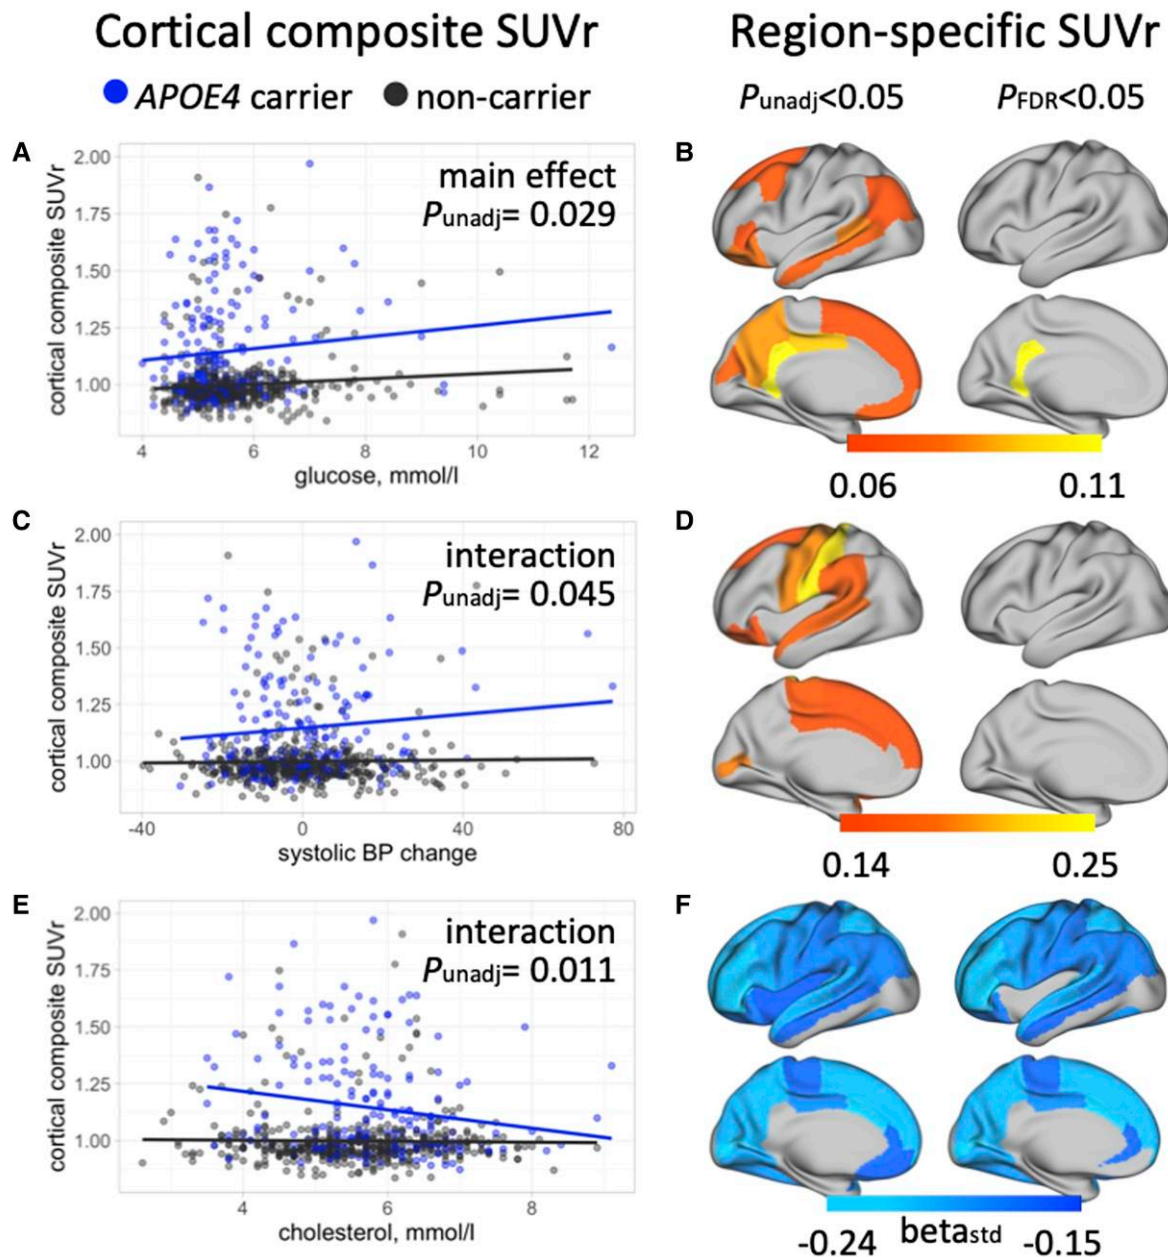 Cortical composite SUVr
Region-specific SUVr
APOE4 carrier
non-carrier
Punadj<0.05
PFDR<0.05
A
2.00
1.75
1.50
1.25
1.00
cortical composite SUVr
main effect
Punadj= 0.029
4
6
8
10
12
glucose, mmol/l
B
0.06
0.11
C
2.00
1.75
1.50
1.25
1.00
cortical composite SUVr
interaction
Punadj= 0.045
-40
0
40
80
systolic BP change
D
0.14
0.25
E
2.00
1.75
1.50
1.25
1.00
cortical composite SUVr
interaction
Punadj= 0.011
4
6
8
cholesterol, mmol/l
F
-0.24
betastd
-0.15